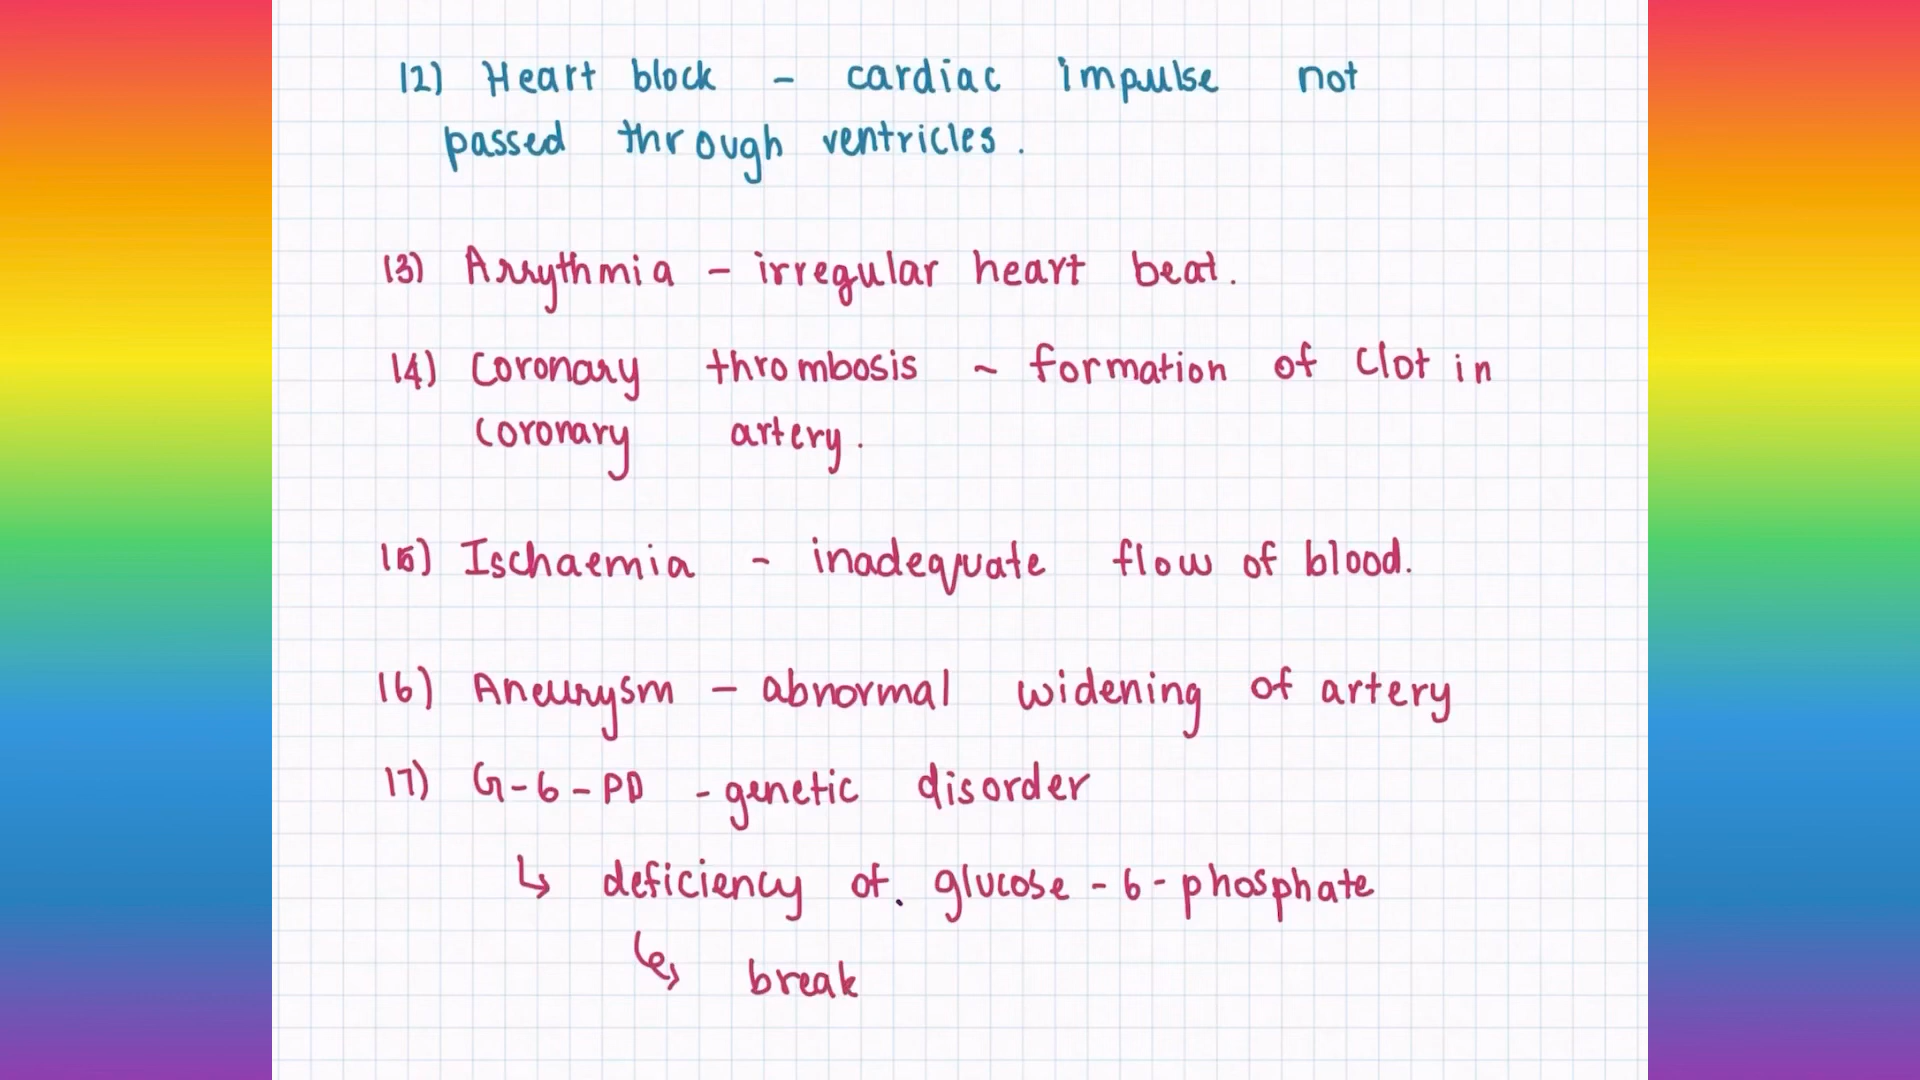 12) Heart block - cardiac impulse not
passed through ventricles.
13) Arrythmia - irregular heart beat.
14) Coronary thrombosis ~ formation of clot in
coronary artery.
15) Ischaemia - inadequate flow of blood.
16) Aneurysm - abnormal widening of artery
17) G-6-PD - genetic disorder
↳ deficiency of. glucose-6-phosphate
↳ break